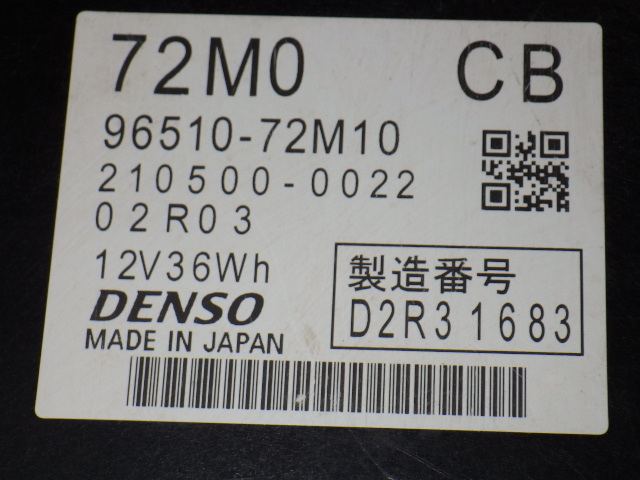 72M0 CB
96510-72M10
210500-0022
02R03
12V36Wh
DENSO
MADE IN JAPAN
製造番号
D2R31683